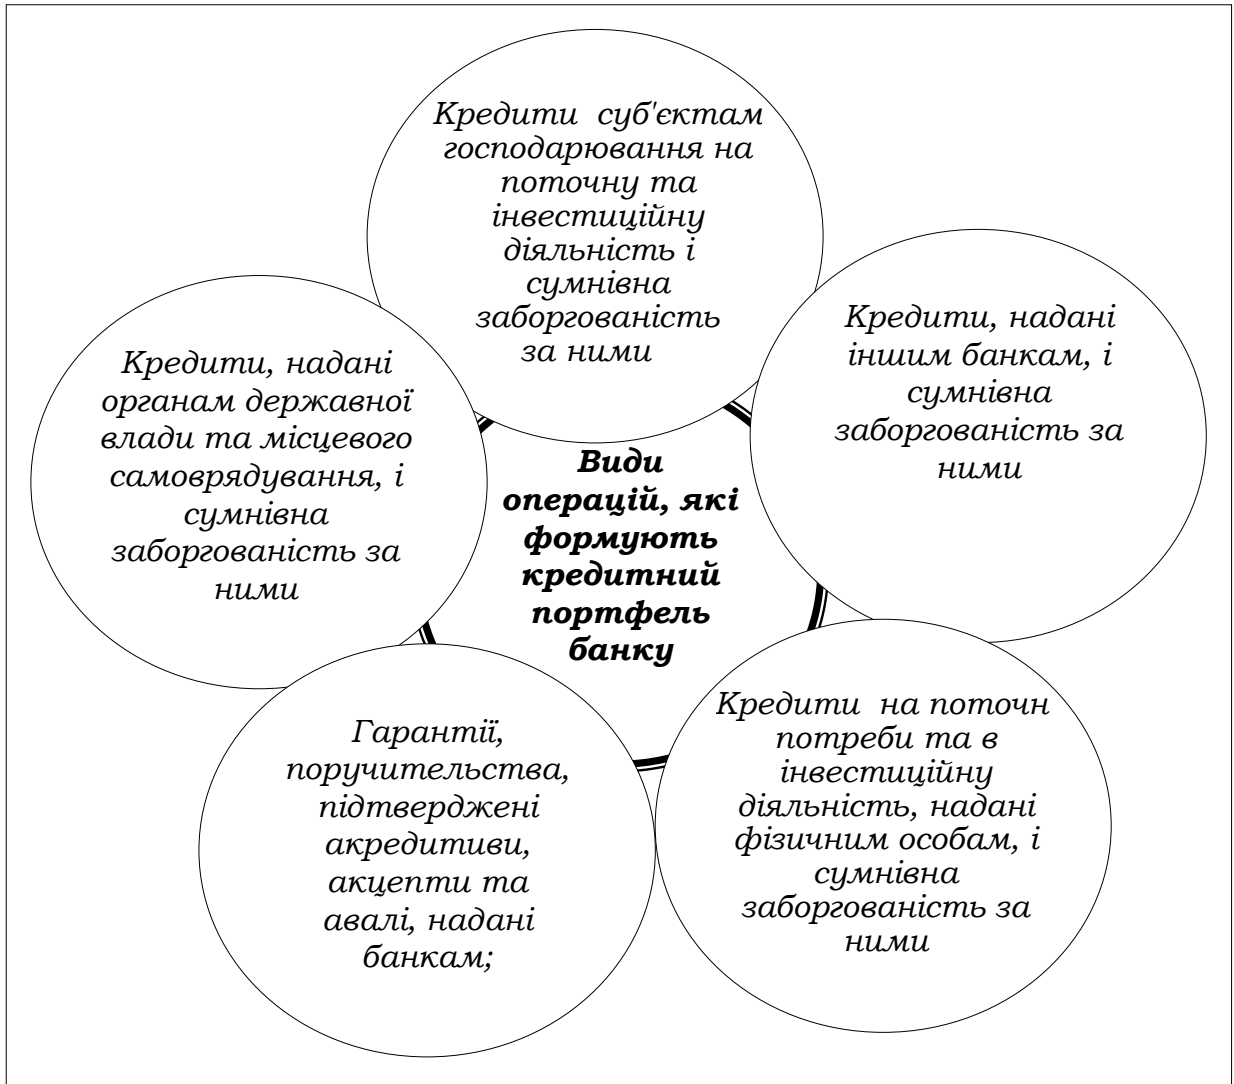 Кредити суб'єктам
господарювання на
поточну та
інвестиційну
діяльність і
сумнівна
заборгованість
за ними
Кредити, надані
іншим банкам, і
сумнівна
заборгованість за
ними
Кредити, надані
органам державної
влади та місцевого
самоврядування, і
сумнівна
заборгованість за
ними
Види
операцій, які
формують
кредитний
портфель
банку
Кредити на поточн
потреби та в
інвестиційну
діяльність, надані
фізичним особам, і
сумнівна
заборгованість за
ними
Гарантії,
поручительства,
підтверджені
акредитиви,
акцепти та
авалі, надані
банкам;